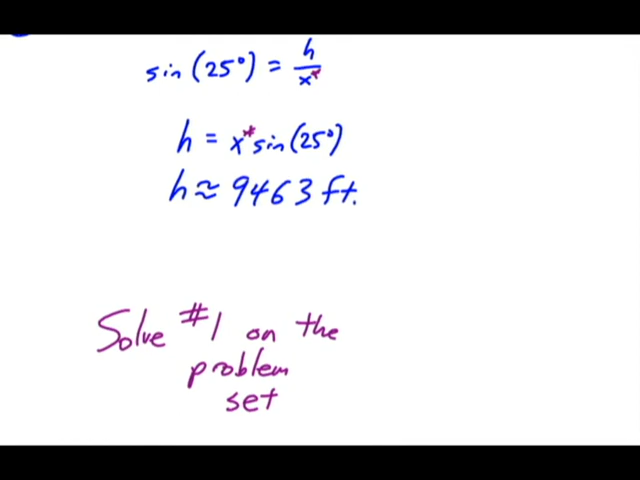 sin (25°) = h/x*
h = x* sin (25°)
h ≈ 9463 ft.
Solve #1 on the
problem
set